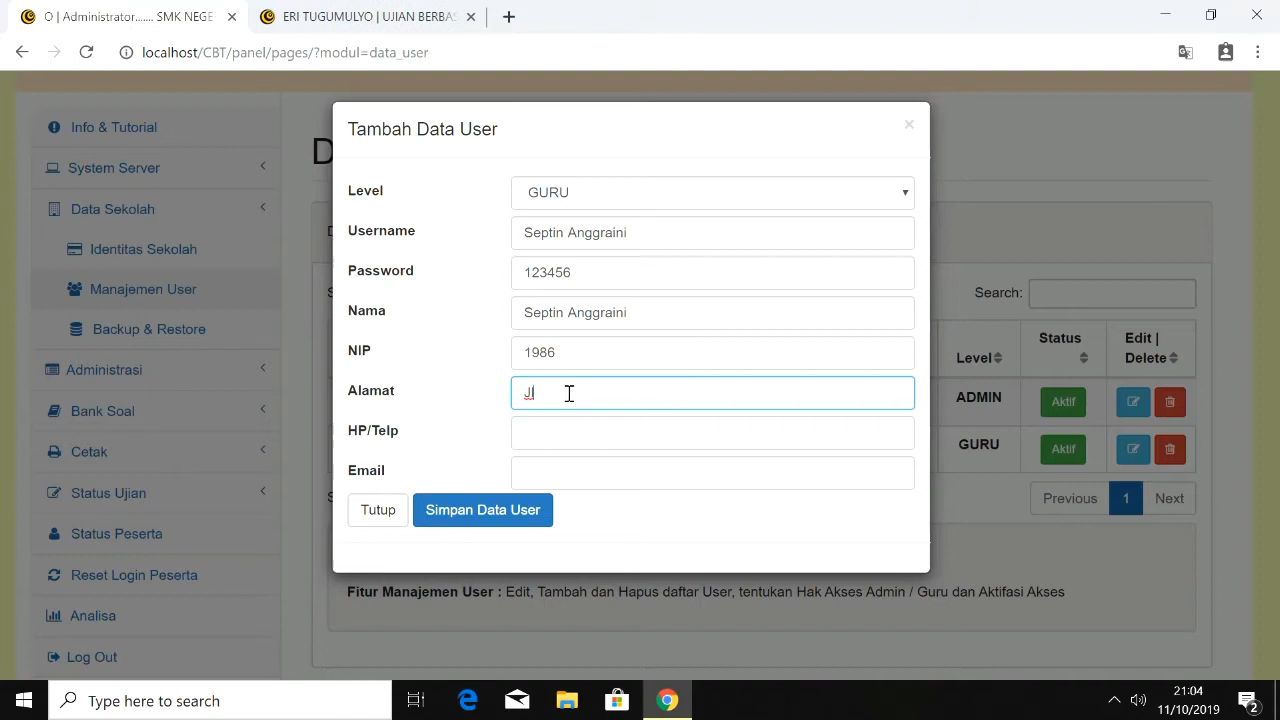 O | Administrator...... SMK NEGE
ERI TUGUMULYO | UJIAN BERBAS
localhost/CBT/panel/pages/?modul=data_user
Info & Tutorial
System Server
Data Sekolah
Identitas Sekolah
Manajemen User
Backup & Restore
Administrasi
Bank Soal
Cetak
Status Ujian
Status Peserta
Reset Login Peserta
Analisa
Log Out
Tambah Data User
Level
GURU
Username
Septin Anggraini
Password
123456
Nama
Septin Anggraini
NIP
1986
Alamat
Jl
HP/Telp
Email
Tutup
Simpan Data User
Search:
Level
Status
Edit |
Delete
ADMIN
Aktif
GURU
Aktif
Previous
1
Next
Fitur Manajemen User : Edit, Tambah dan Hapus daftar User, tentukan Hak Akses Admin / Guru dan Aktifasi Akses
Type here to search
21:04
11/10/2019
2